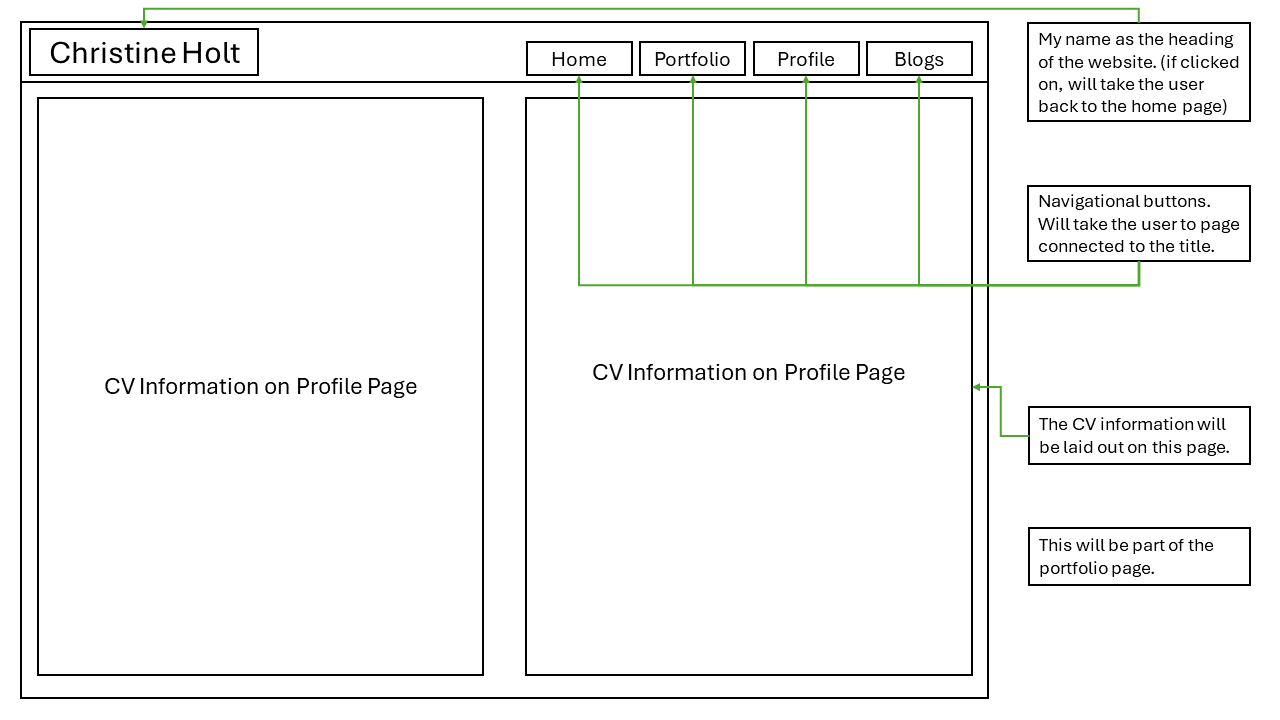 Christine Holt
Home
Portfolio
Profile
Blogs
My name as the heading
of the website. (if clicked
on, will take the user
back to the home page)
Navigational buttons.
Will take the user to page
connected to the title.
CV Information on Profile Page
CV Information on Profile Page
The CV information will
be laid out on this page.
This will be part of the
portfolio page.